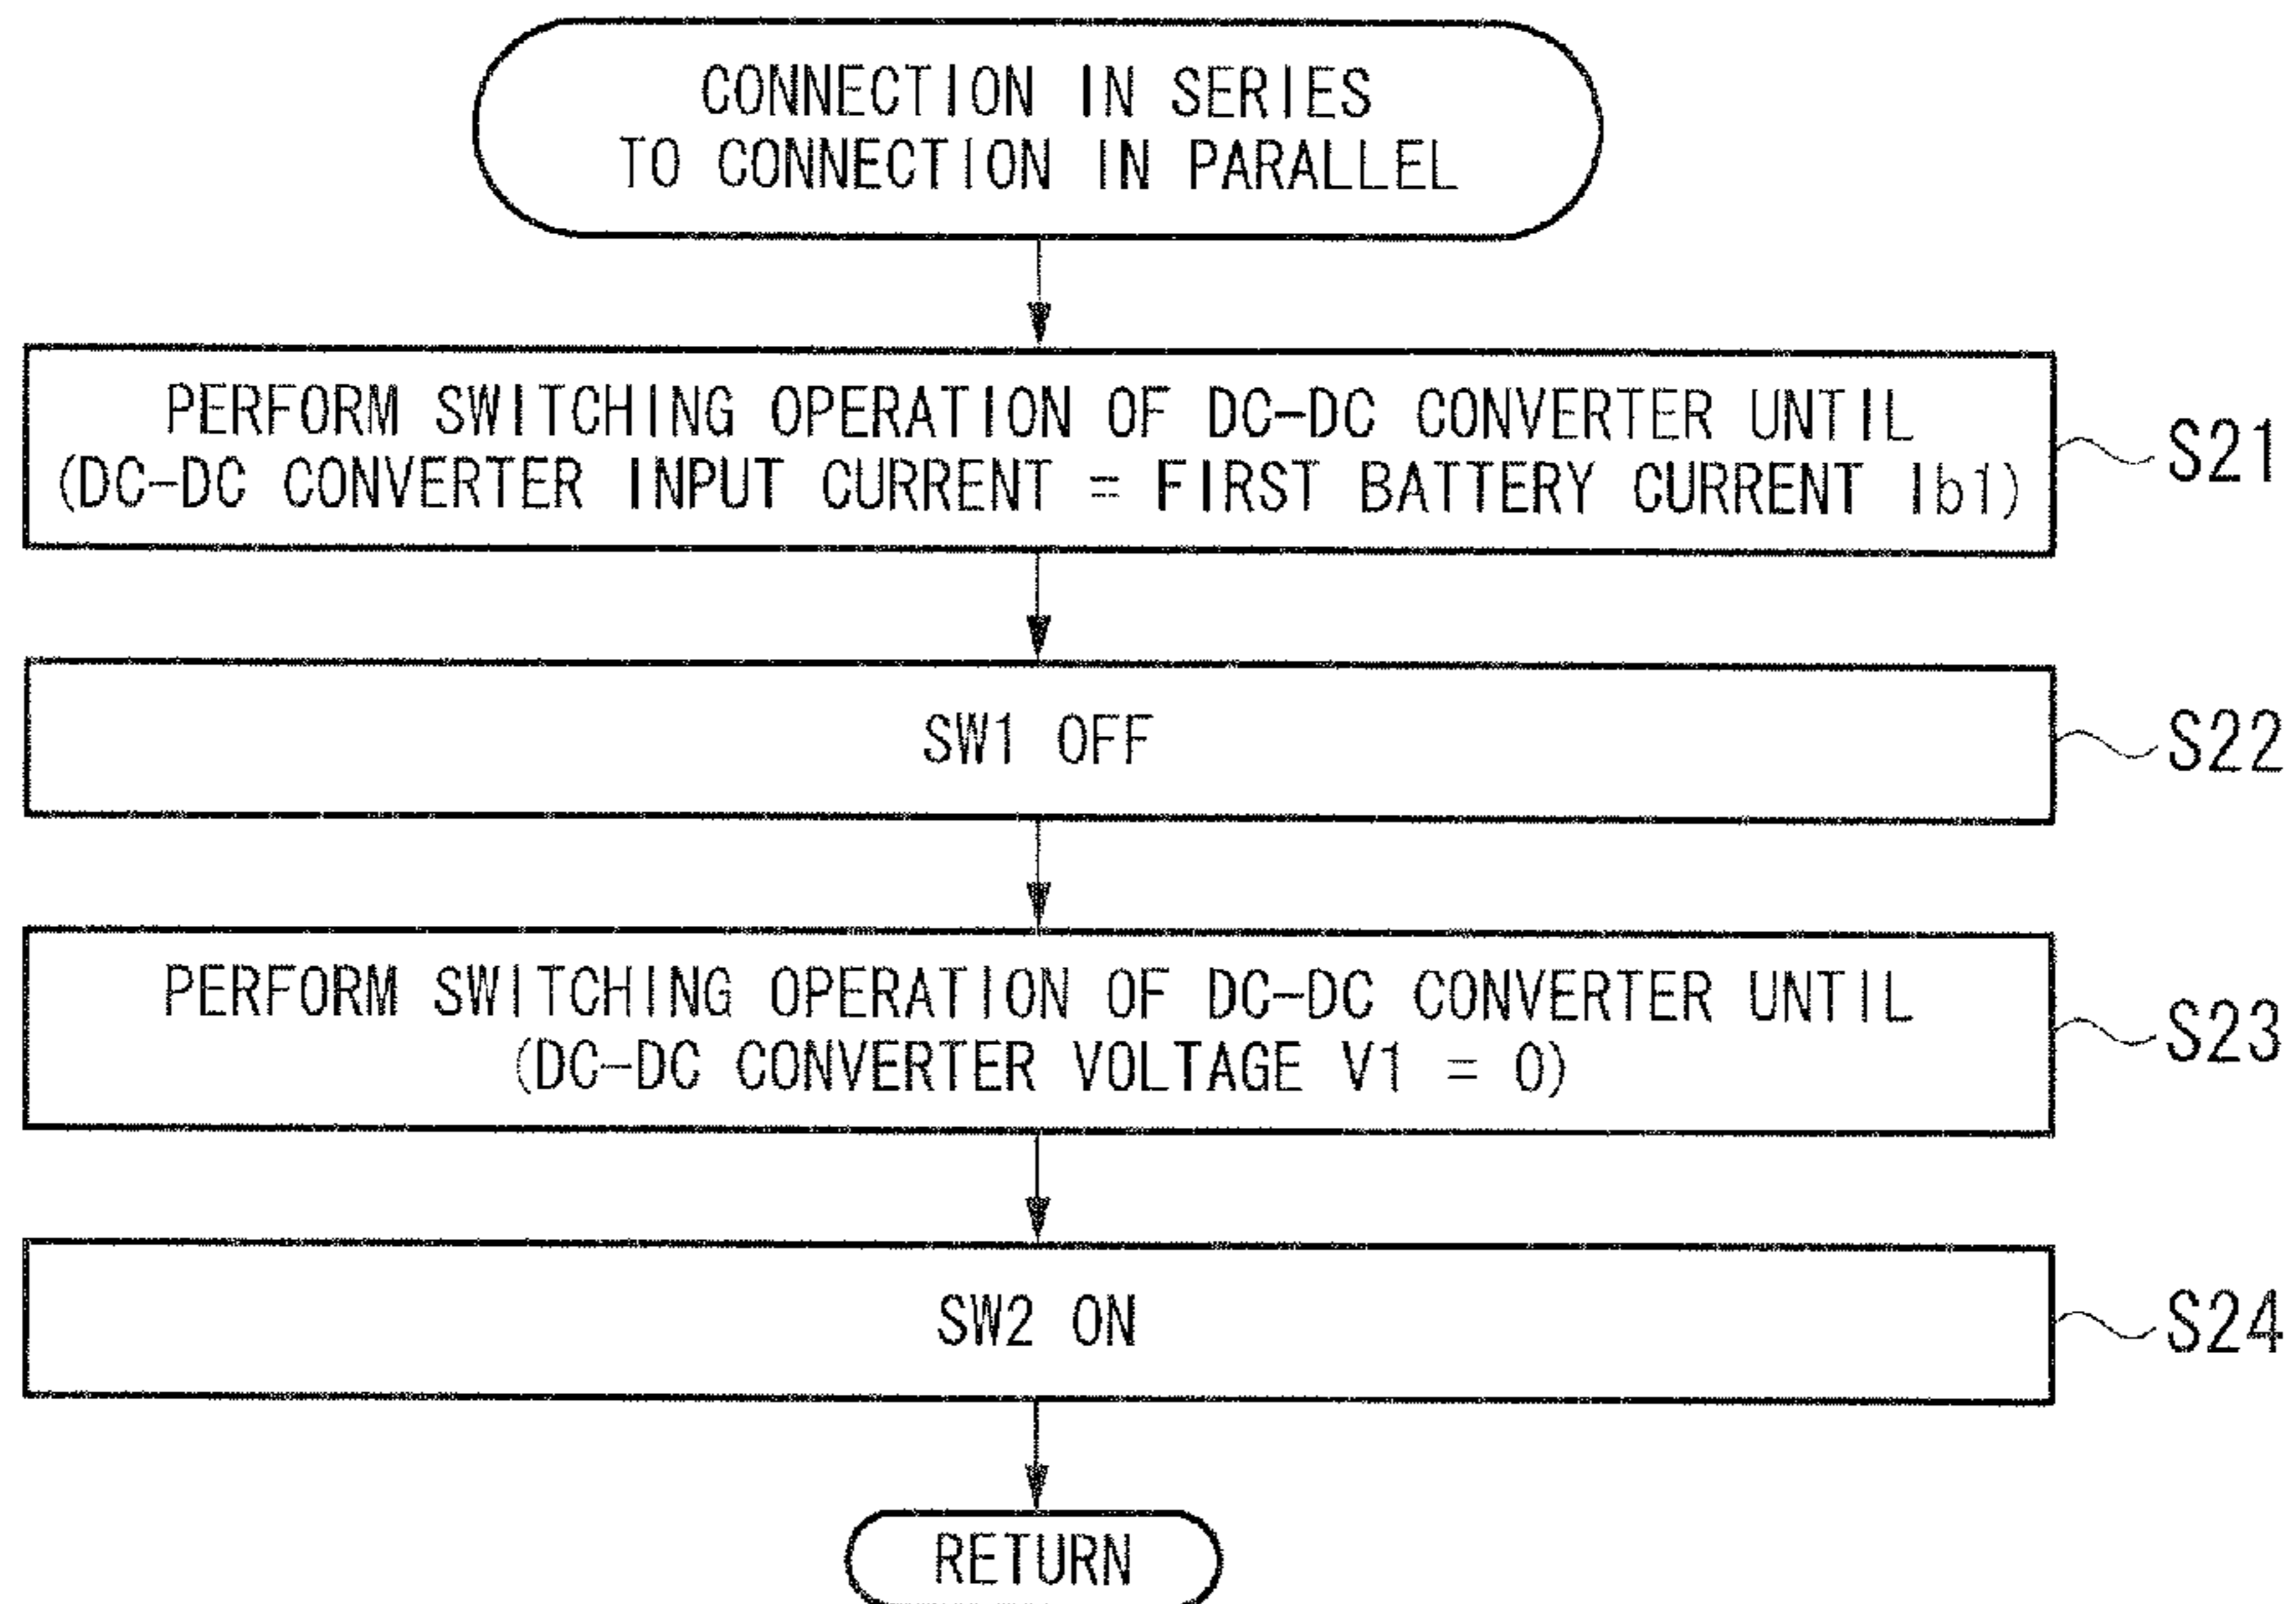 CONNECTION IN SERIES
TO CONNECTION IN PARALLEL
PERFORM SWITCHING OPERATION OF DC-DC CONVERTER UNTIL
(DC-DC CONVERTER INPUT CURRENT = FIRST BATTERY CURRENT Ib1)
S21
SW1 OFF
S22
PERFORM SWITCHING OPERATION OF DC-DC CONVERTER UNTIL
(DC-DC CONVERTER VOLTAGE V1 = 0)
S23
SW2 ON
S24
RETURN